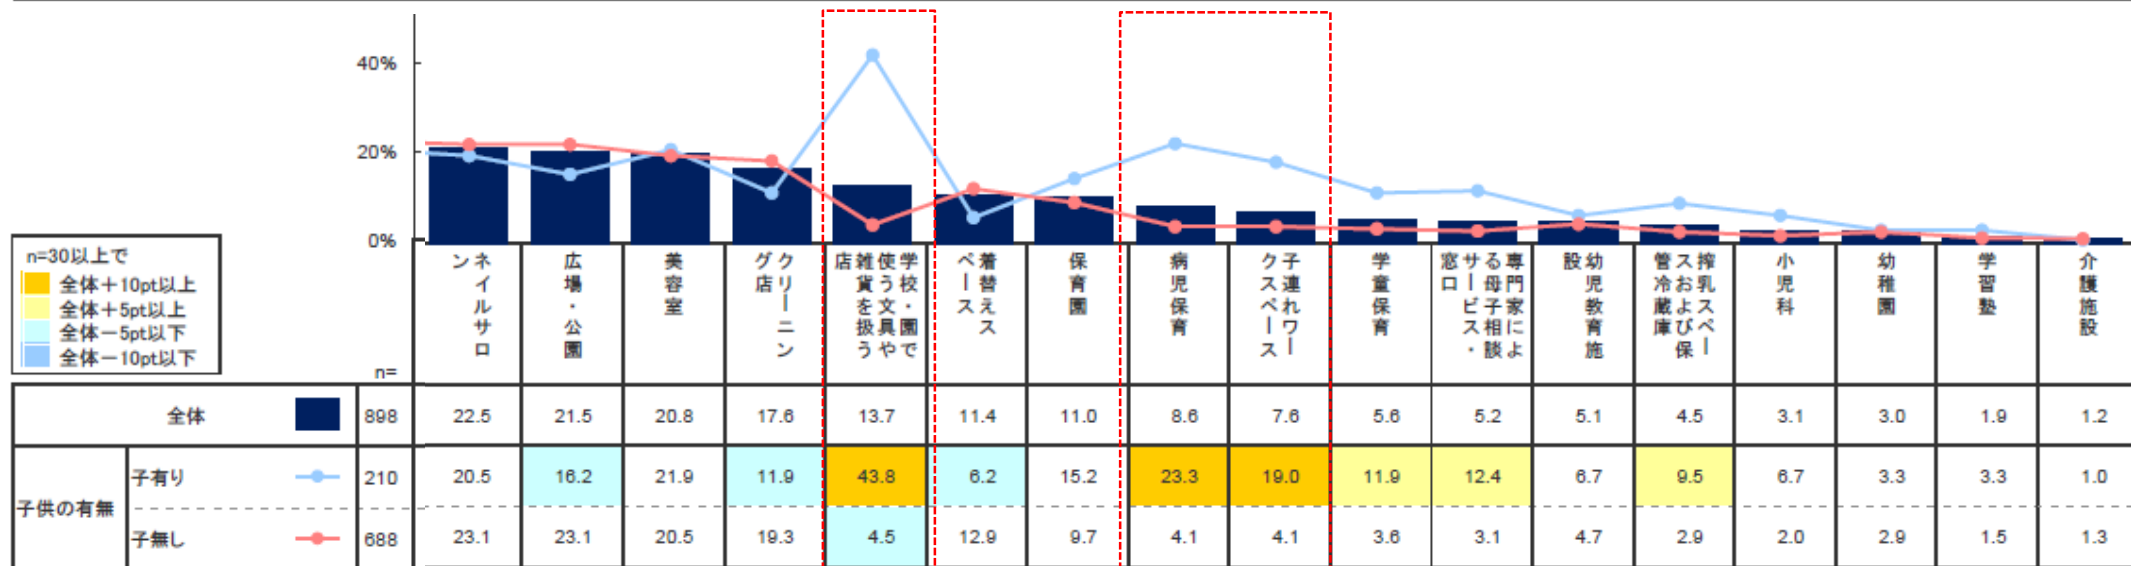 40%
20%
0%
n=30以上で
全体+10pt以上
全体+5pt以上
全体-5pt以下
全体-10pt以下
n=
ネイルサロ
ン
広場・公園
美容室
クリーニン
グ店
学校・園で
使う文具や
雑貨を扱う
店
着替えス
ペース
保育園
病児保育
子連れワー
クスペース
学童保育
専門家によ
る母子相談
サービス・
窓口
幼児教育施
設
搾乳スペー
スおよび保
管冷蔵庫
小児科
幼稚園
学習塾
介護施設
全体 898 22.5 21.5 20.8 17.6 13.7 11.4 11.0 8.6 7.6 5.6 5.2 5.1 4.5 3.1 3.0 1.9 1.2
子供の有無
子有り 210 20.5 16.2 21.9 11.9 43.8 6.2 15.2 23.3 19.0 11.9 12.4 6.7 9.5 6.7 3.3 3.3 1.0
子無し 688 23.1 23.1 20.5 19.3 4.5 12.9 9.7 4.1 4.1 3.6 3.1 4.7 2.9 2.0 2.9 1.5 1.3